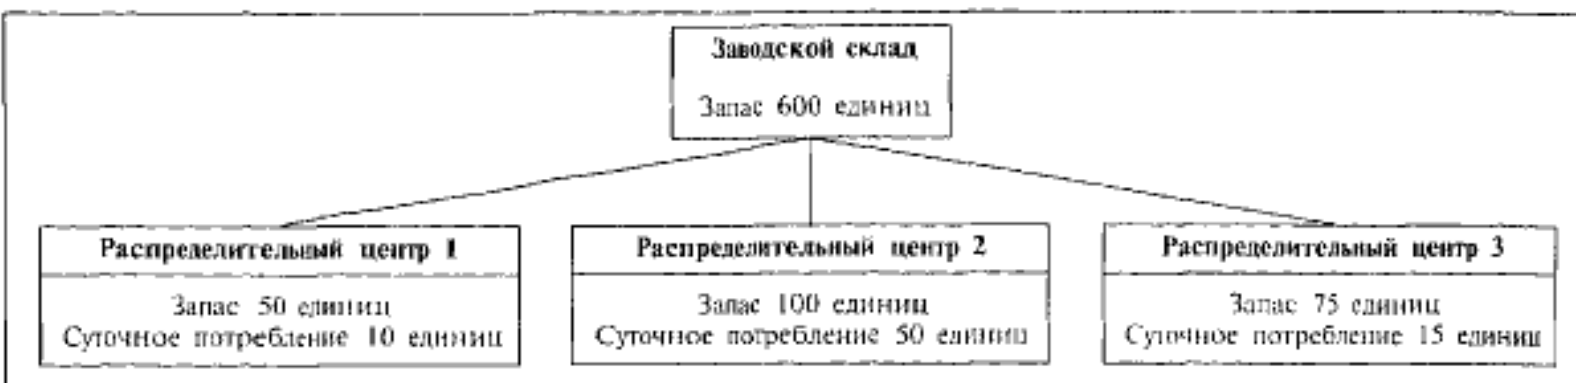 Заводской склад
Запас 600 единиц
Распределительный центр 1
Распределительный центр 2
Распределительный центр 3
Запас 50 единиц
Суточное потребление 10 единиц
Запас 100 единиц
Суточное потребление 50 единиц
Запас 75 единиц
Суточное потребление 15 единиц